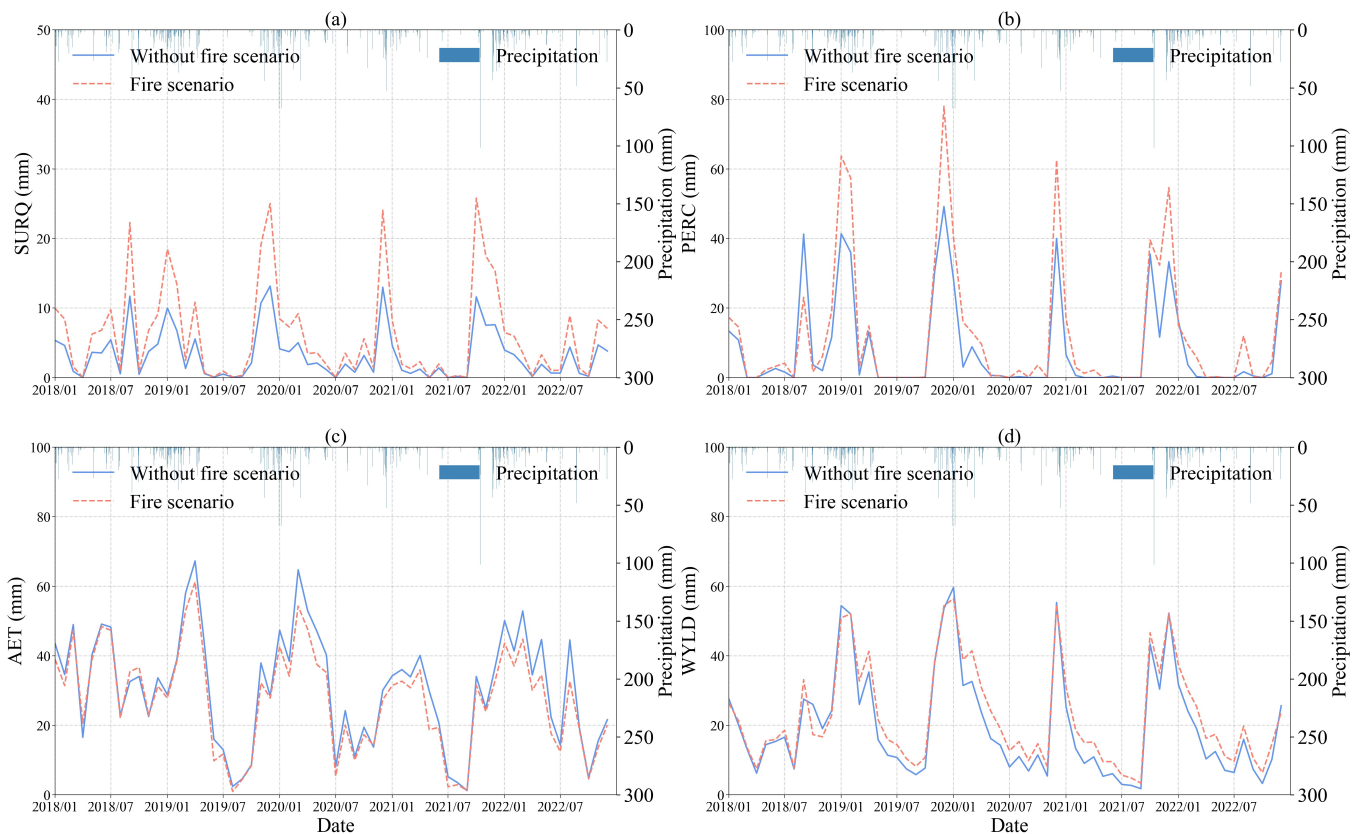 (a)
50
40
30
20
10
0
SURQ (mm)
Without fire scenario
Fire scenario
Precipitation
0
50
100
150
200
250
300
Precipitation (mm)
2018/01 2018/07 2019/01 2019/07 2020/01 2020/07 2021/01 2021/07 2022/01 2022/07
(b)
100
80
60
40
20
0
PERC (mm)
Without fire scenario
Fire scenario
Precipitation
0
50
100
150
200
250
300
Precipitation (mm)
2018/01 2018/07 2019/01 2019/07 2020/01 2020/07 2021/01 2021/07 2022/01 2022/07
(c)
100
80
60
40
20
0
AET (mm)
Without fire scenario
Fire scenario
Precipitation
0
50
100
150
200
250
300
Precipitation (mm)
2018/01 2018/07 2019/01 2019/07 2020/01 2020/07 2021/01 2021/07 2022/01 2022/07
Date
(d)
100
80
60
40
20
0
WYLD (mm)
Without fire scenario
Fire scenario
Precipitation
0
50
100
150
200
250
300
Precipitation (mm)
2018/01 2018/07 2019/01 2019/07 2020/01 2020/07 2021/01 2021/07 2022/01 2022/07
Date